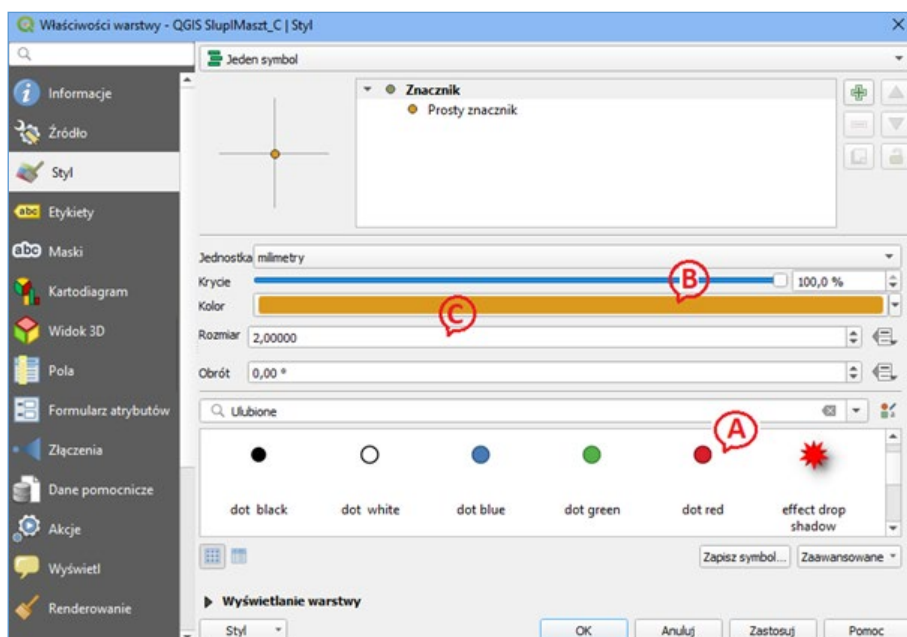 Właściwości warstwy - QGIS SlupIMaszt_C | Styl
Jeden symbol
Informacje
Źródło
Styl
abc Etykiety
abc Maski
Kartodiagram
Widok 3D
Pola
Formularz atrybutów
Złączenia
Dane pomocnicze
Akcje
Wyświetl
Renderowanie
Znacznik
Prosty znacznik
Jednostka milimetry
Krycie B 100,0 %
Kolor C
Rozmiar 2,00000
Obrót 0,00 °
Ulubione
A
dot black dot white dot blue dot green dot red effect drop
shadow
Zapisz symbol... Zaawansowane
Wyświetlanie warstwy
Styl OK Anuluj Zastosuj Pomoc